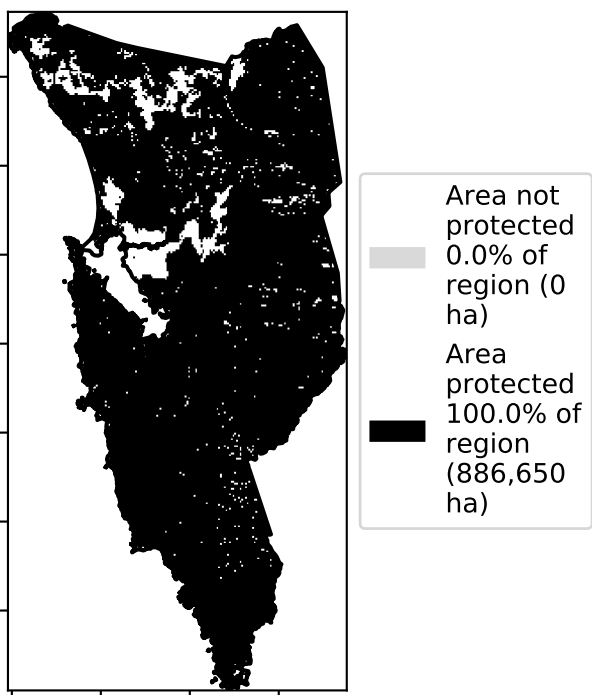 Area not
protected
0.0% of
region (0
ha)
Area
protected
100.0% of
region
(886,650
ha)